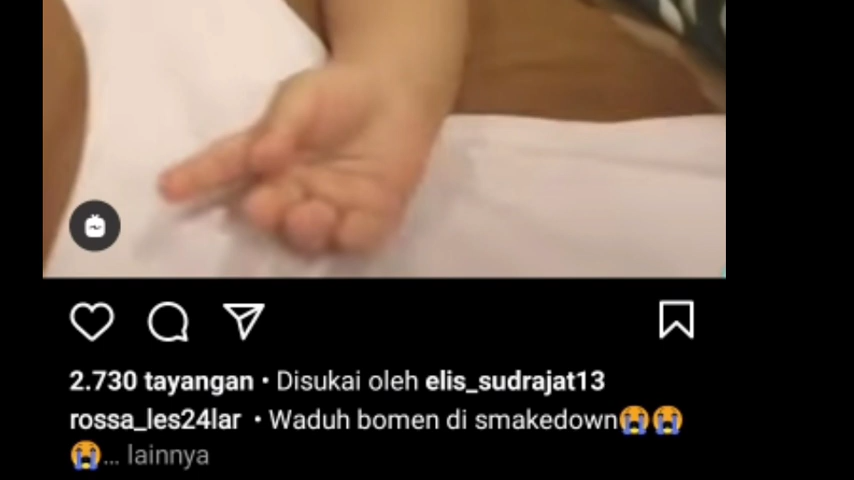 2.730 tayangan • Disukai oleh elis_sudrajat13
rossa_les24lar • Waduh bomen di smakedown😭😭
😭... lainnya